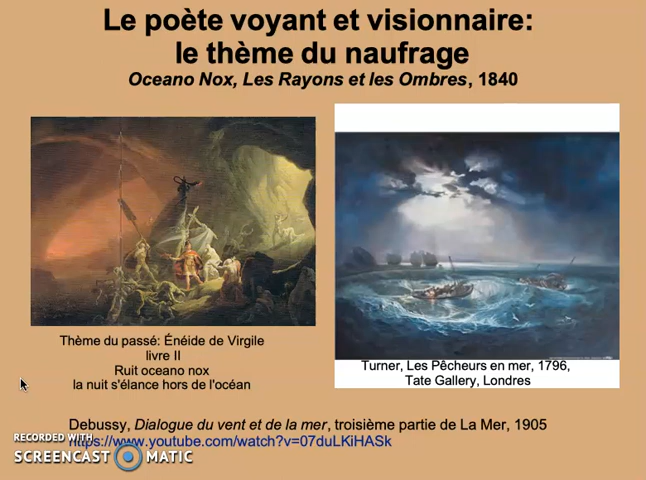 Le poète voyant et visionnaire:
le thème du naufrage
Oceano Nox, Les Rayons et les Ombres, 1840
Thème du passé: Énéide de Virgile
livre II
Ruit oceano nox
la nuit s'élance hors de l'océan
Turner, Les Pêcheurs en mer, 1796,
Tate Gallery, Londres
Debussy, Dialogue du vent et de la mer, troisième partie de La Mer, 1905
https://www.youtube.com/watch?v=07duLKiHASk
RECORDED WITH
SCREENCAST MATIC